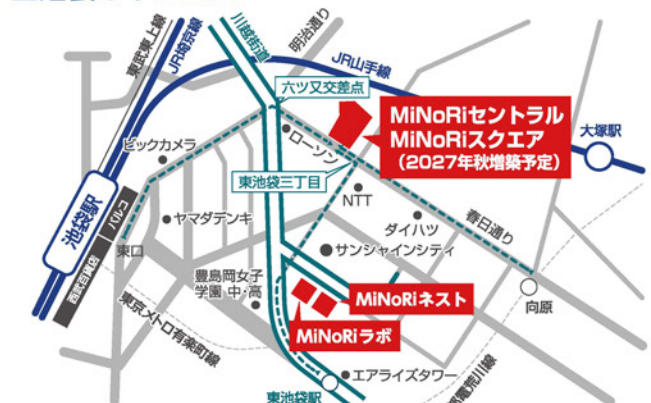 東武東上線
JR埼京線
川越街道
明治通り
JR山手線
六ツ又交差点
MiNoRiセントラル
MiNoRiスクエア
(2027年秋増築予定)
大塚駅
ビックカメラ
ローソン
東池袋三丁目
NTT
池袋駅
パルコ
ヤマダデンキ
ダイハツ
春日通り
東口
サンシャインシティ
西武百貨店
豊島岡女子
学園 中・高
MiNoRiネスト
向原
東京メトロ有楽町線
MiNoRiラボ
エアライズタワー
東池袋駅
電荒川線